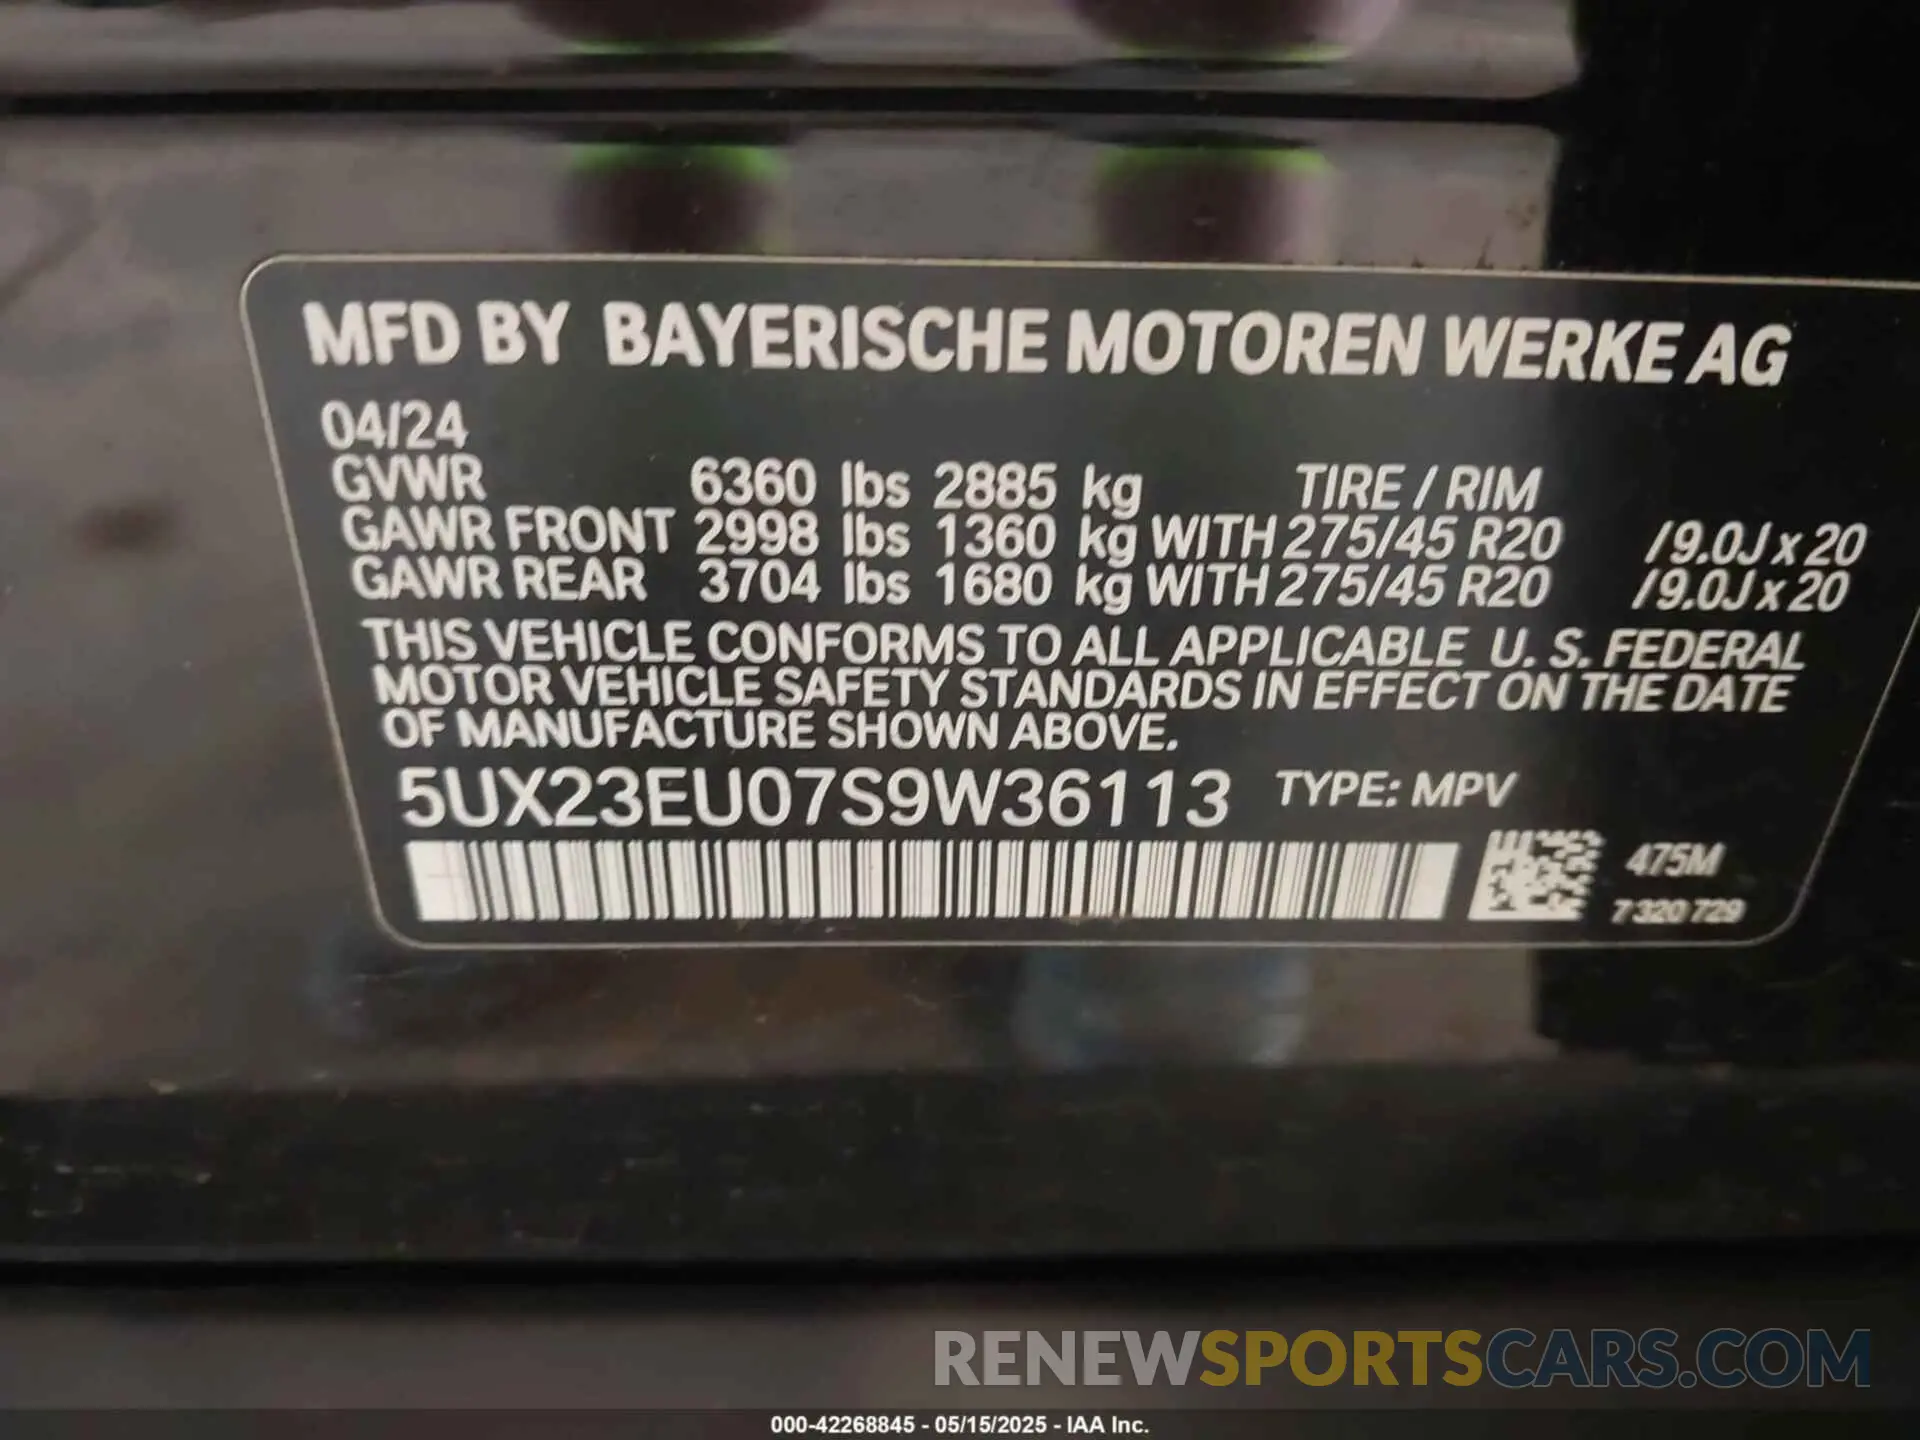 MFD BY BAYERISCHE MOTOREN WERKE AG
04/24
GVWR 6360 lbs 2885 kg TIRE / RIM
GAWR FRONT 2998 lbs 1360 kg WITH 275/45 R20 / 9.0J x 20
GAWR REAR 3704 lbs 1680 kg WITH 275/45 R20 / 9.0J x 20
THIS VEHICLE CONFORMS TO ALL APPLICABLE U. S. FEDERAL
MOTOR VEHICLE SAFETY STANDARDS IN EFFECT ON THE DATE
OF MANUFACTURE SHOWN ABOVE.
5UX23EU07S9W36113 TYPE: MPV
475M
7 320 729
RENEWSPORTSCARS.COM
000-42268845 - 05/15/2025 - IAA Inc.